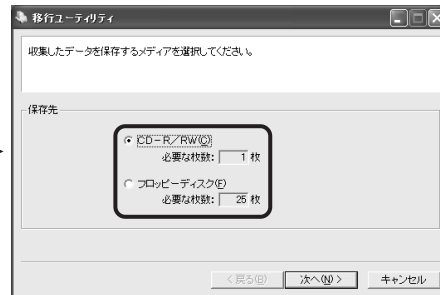 移行ユーティリティ
収集したデータを保存するメディアを選択してください。
保存先
CD-R/RW(C)
必要な枚数: 1 枚
フロッピーディスク(F)
必要な枚数: 25 枚
< 戻る(B)
次へ(N) >
キャンセル